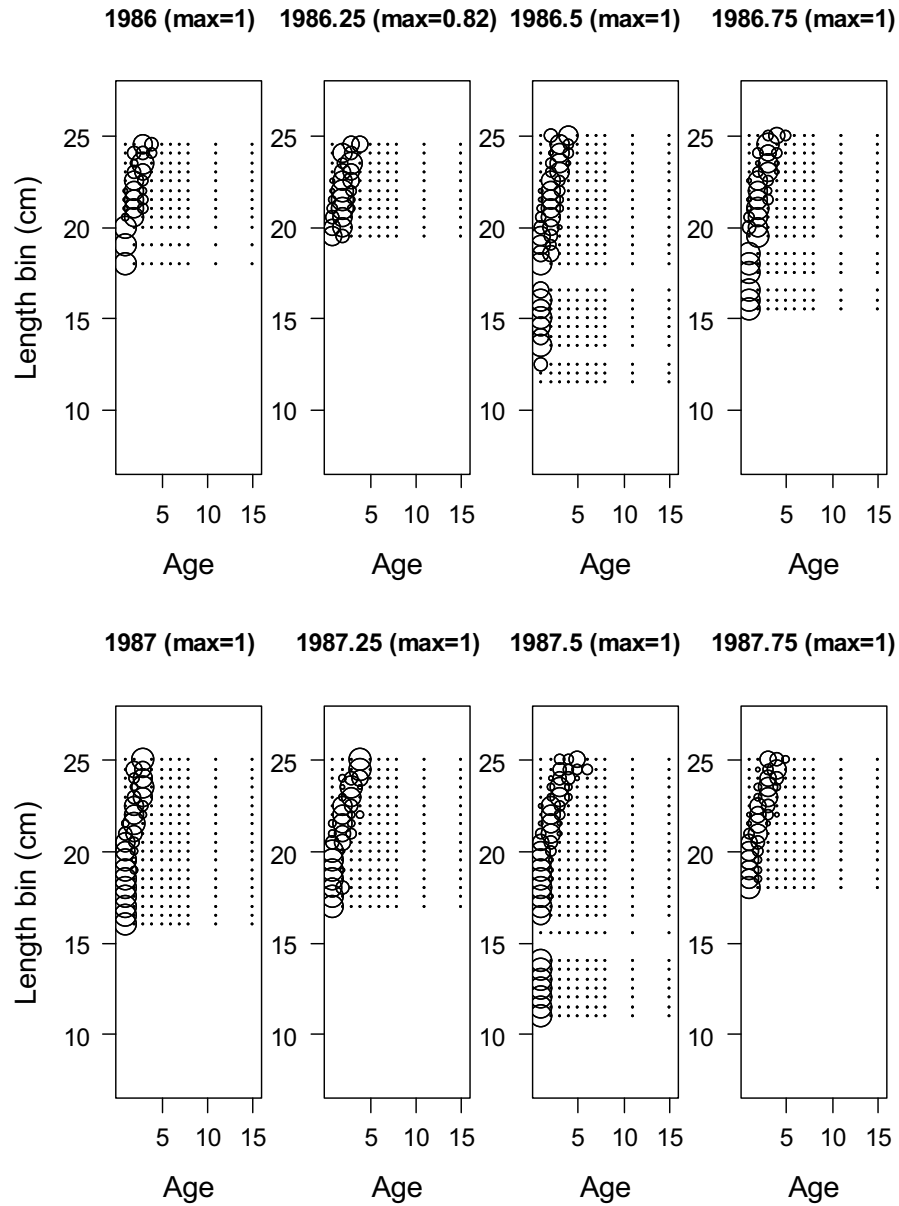 1986 (max=1) 1986.25 (max=0.82) 1986.5 (max=1) 1986.75 (max=1)
Length bin (cm)
25 25 25 25
20 20 20 20
15 15 15 15
10 10 10 10
5 10 15 5 10 15 5 10 15 5 10 15
Age Age Age Age
1987 (max=1) 1987.25 (max=1) 1987.5 (max=1) 1987.75 (max=1)
Length bin (cm)
25 25 25 25
20 20 20 20
15 15 15 15
10 10 10 10
5 10 15 5 10 15 5 10 15 5 10 15
Age Age Age Age